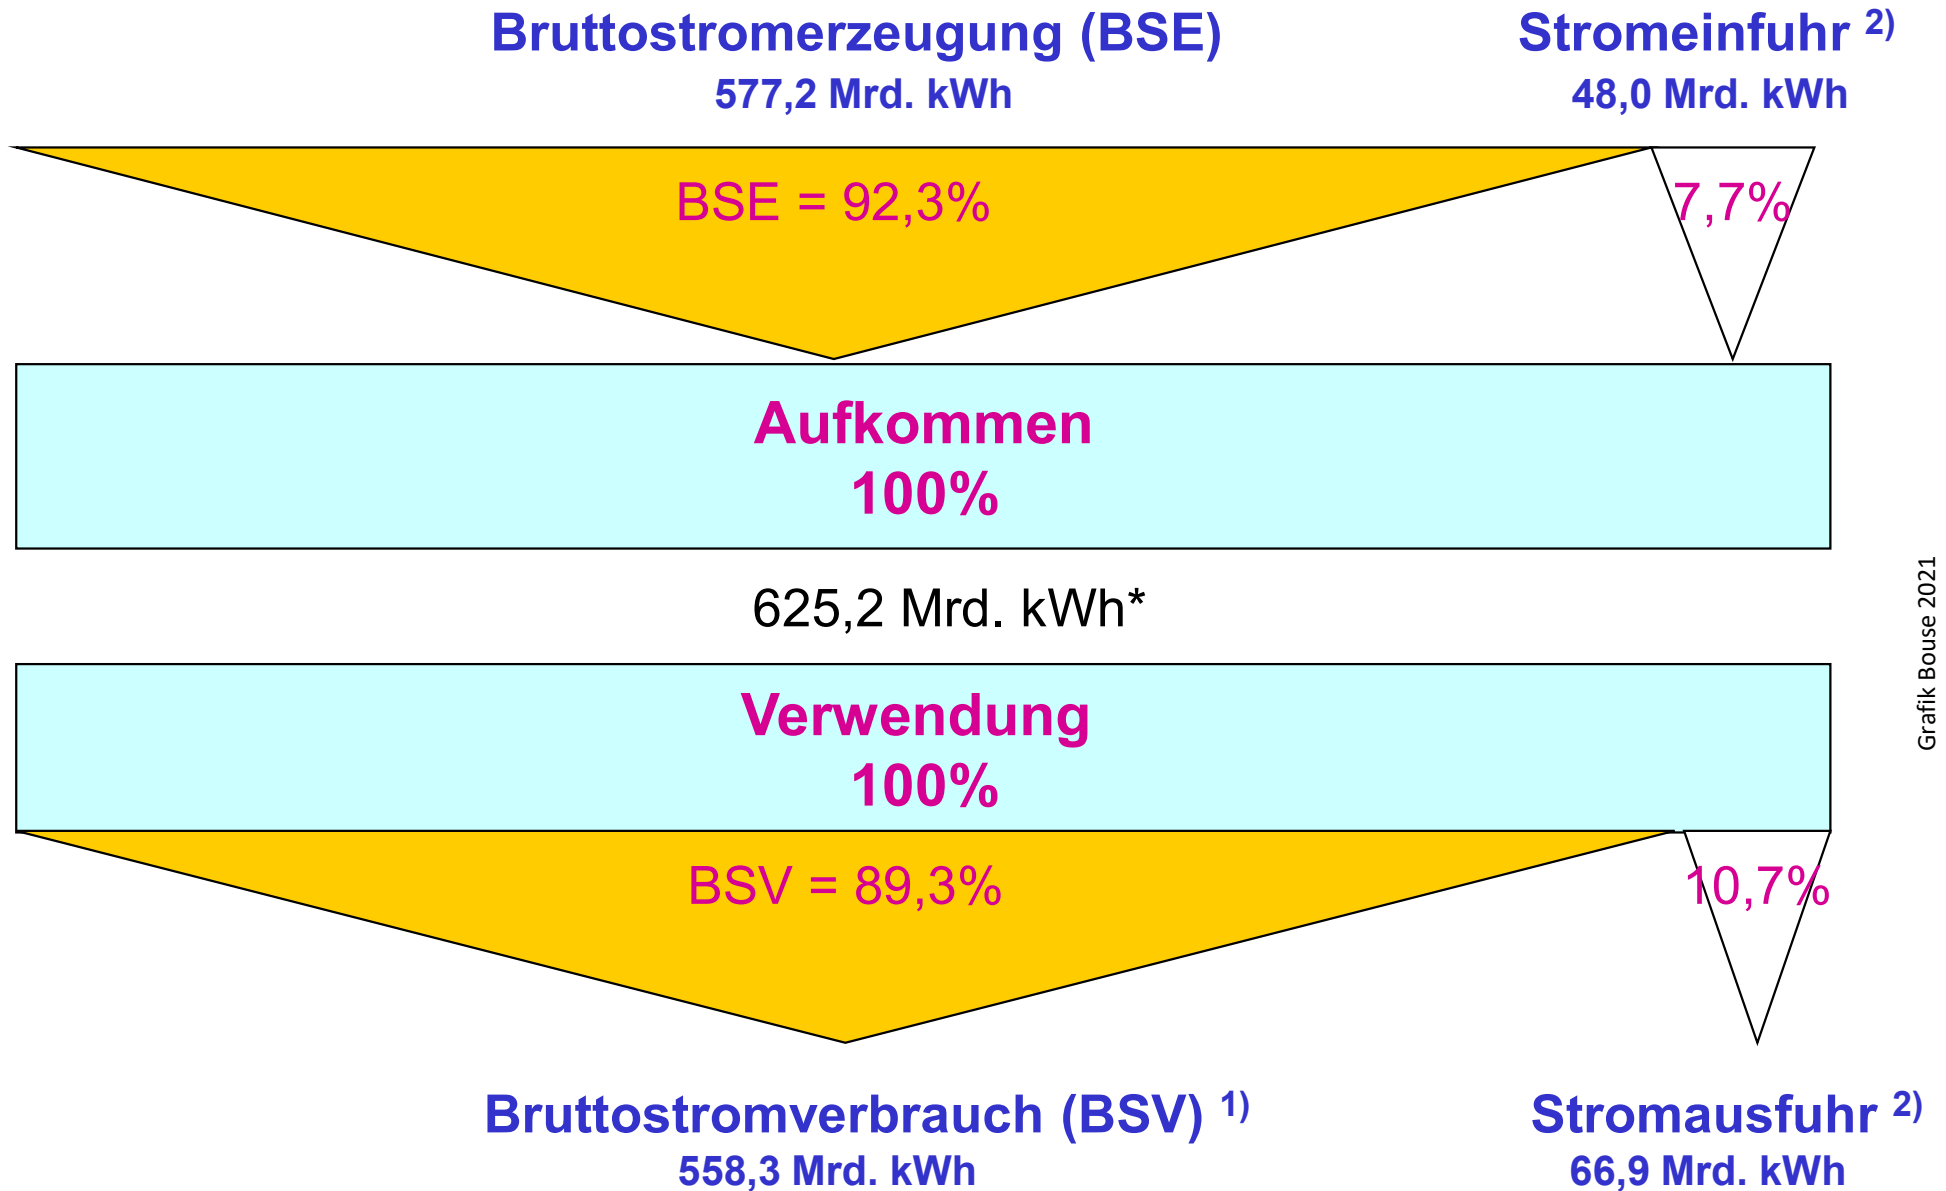 Bruttostromerzeugung (BSE)
577,2 Mrd. kWh
Stromeinfuhr 2)
48,0 Mrd. kWh
BSE = 92,3%
7,7%
Aufkommen
100%
625,2 Mrd. kWh*
Grafik Bouse 2021
Verwendung
100%
BSV = 89,3%
10,7%
Bruttostromverbrauch (BSV) 1)
558,3 Mrd. kWh
Stromausfuhr 2)
66,9 Mrd. kWh